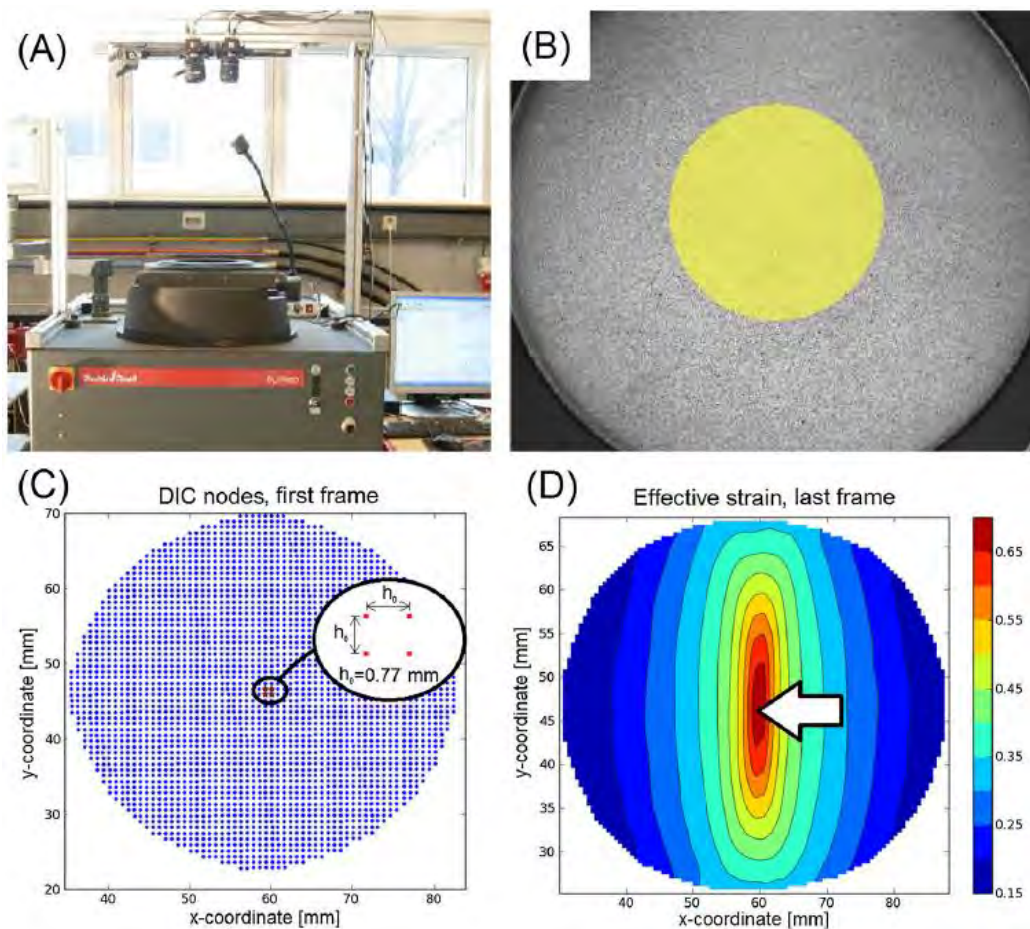 (A)
(B)
(C)
DIC nodes, first frame
70
60
50
40
30
20
y-coordinate [mm]
40
50
60
70
80
x-coordinate [mm]
h₀
h₀
h₀=0.77 mm
(D)
Effective strain, last frame
65
60
55
50
45
40
35
30
y-coordinate [mm]
40
50
60
70
80
x-coordinate [mm]
0.65
0.55
0.45
0.35
0.25
0.15